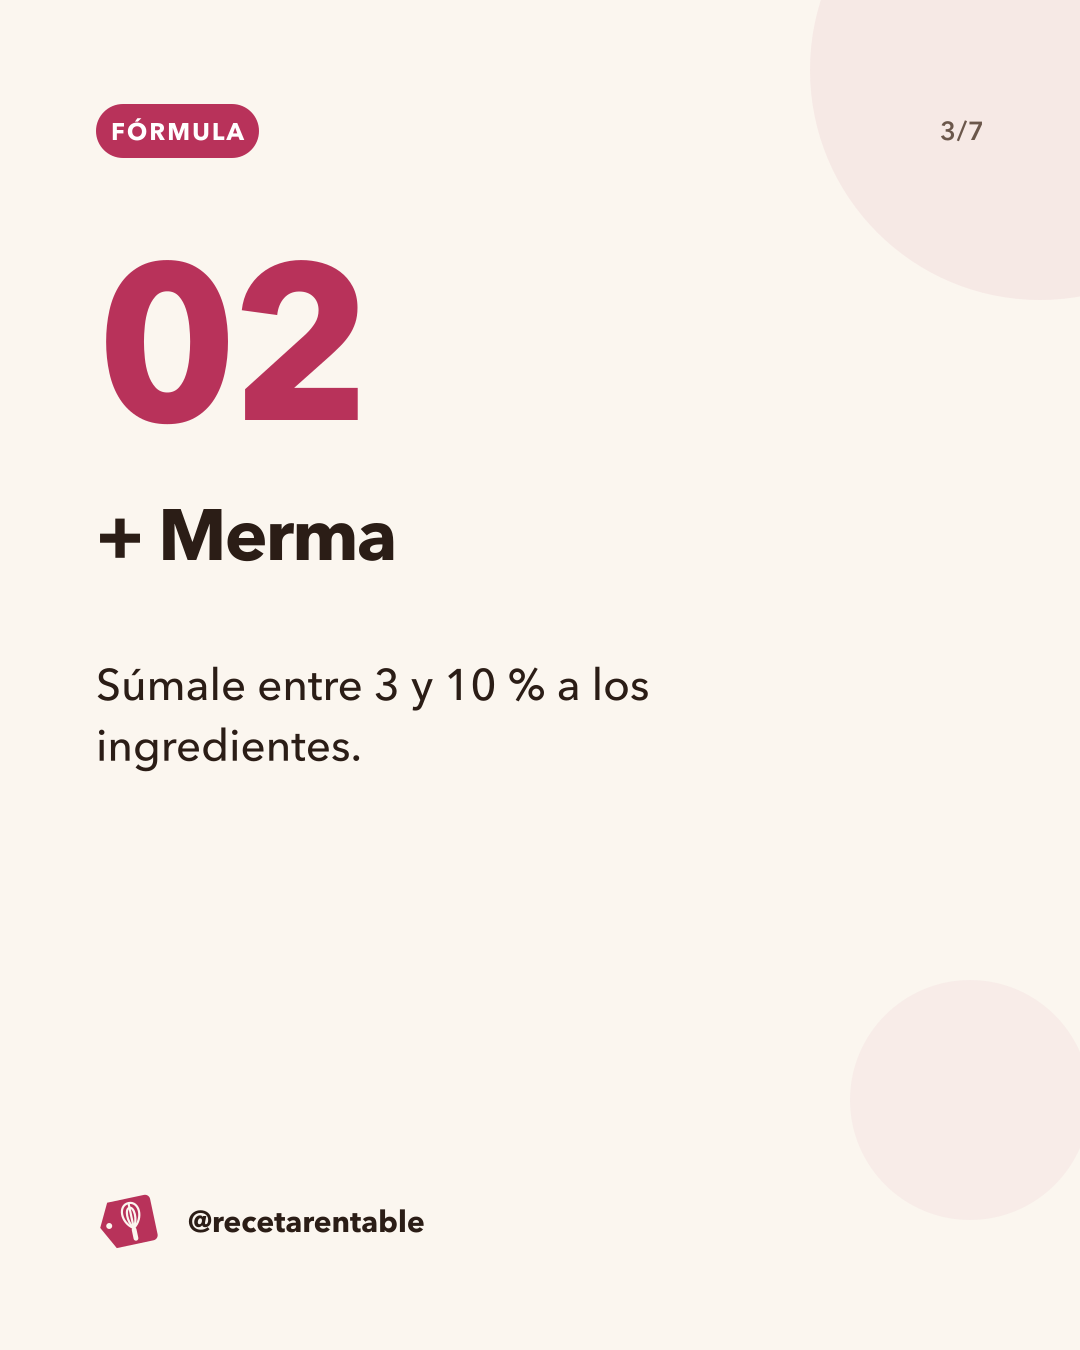 FÓRMULA
3/7
02
+ Merma
Súmale entre 3 y 10 % a los
ingredientes.
@recetarentable